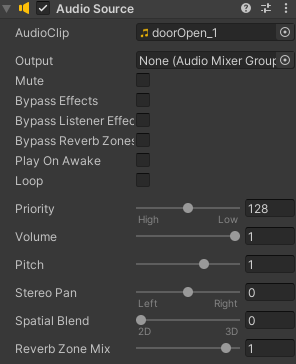 Audio Source
AudioClip doorOpen_1
Output None (Audio Mixer Group
Mute
Bypass Effects
Bypass Listener Effec
Bypass Reverb Zones
Play On Awake
Loop
Priority 128
High Low
Volume 1
Pitch 1
Stereo Pan 0
Left Right
Spatial Blend 0
2D 3D
Reverb Zone Mix 1